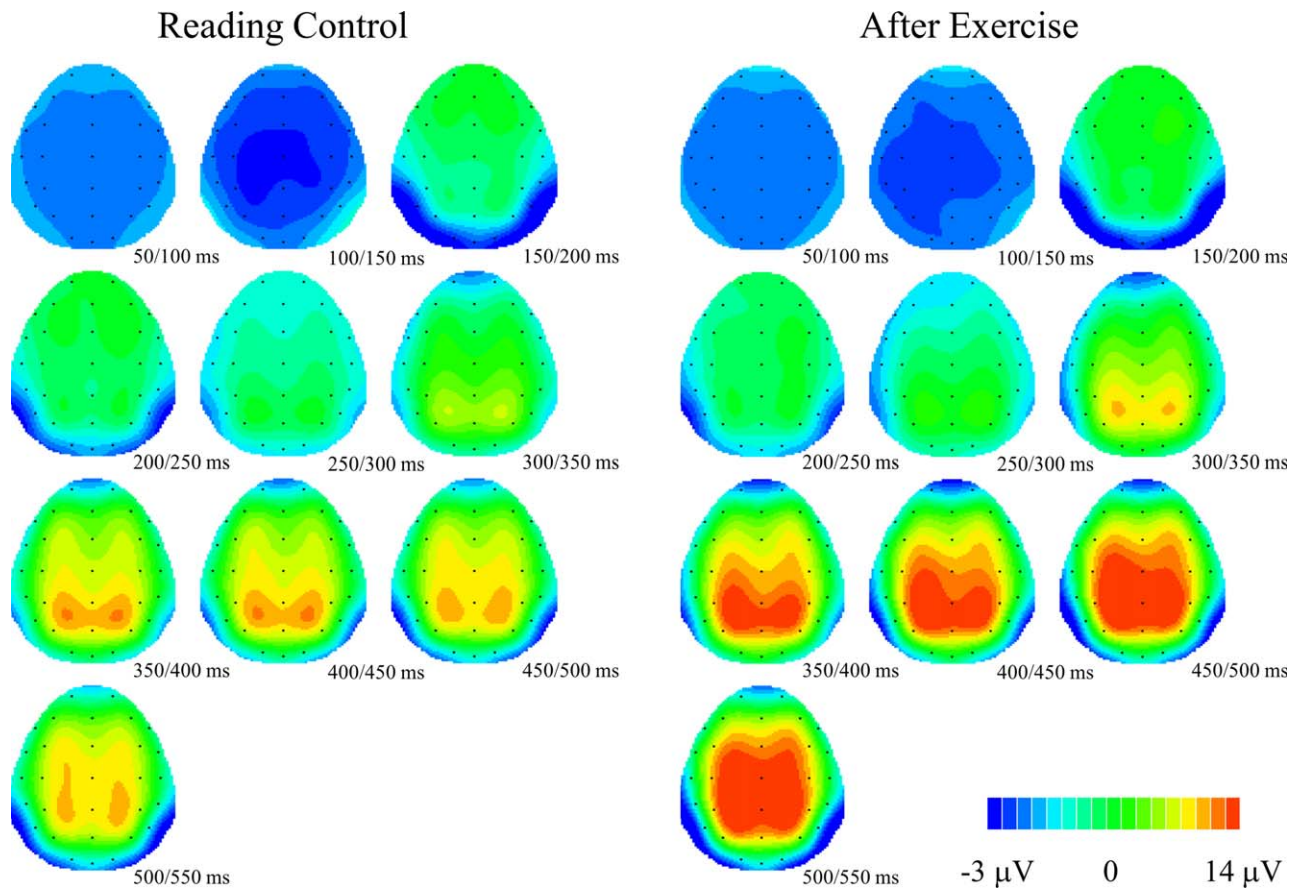 Reading Control After Exercise
50/100 ms 100/150 ms 150/200 ms 50/100 ms 100/150 ms 150/200 ms
200/250 ms 250/300 ms 300/350 ms 200/250 ms 250/300 ms 300/350 ms
350/400 ms 400/450 ms 450/500 ms 350/400 ms 400/450 ms 450/500 ms
500/550 ms 500/550 ms
-3 μV 0 14 μV